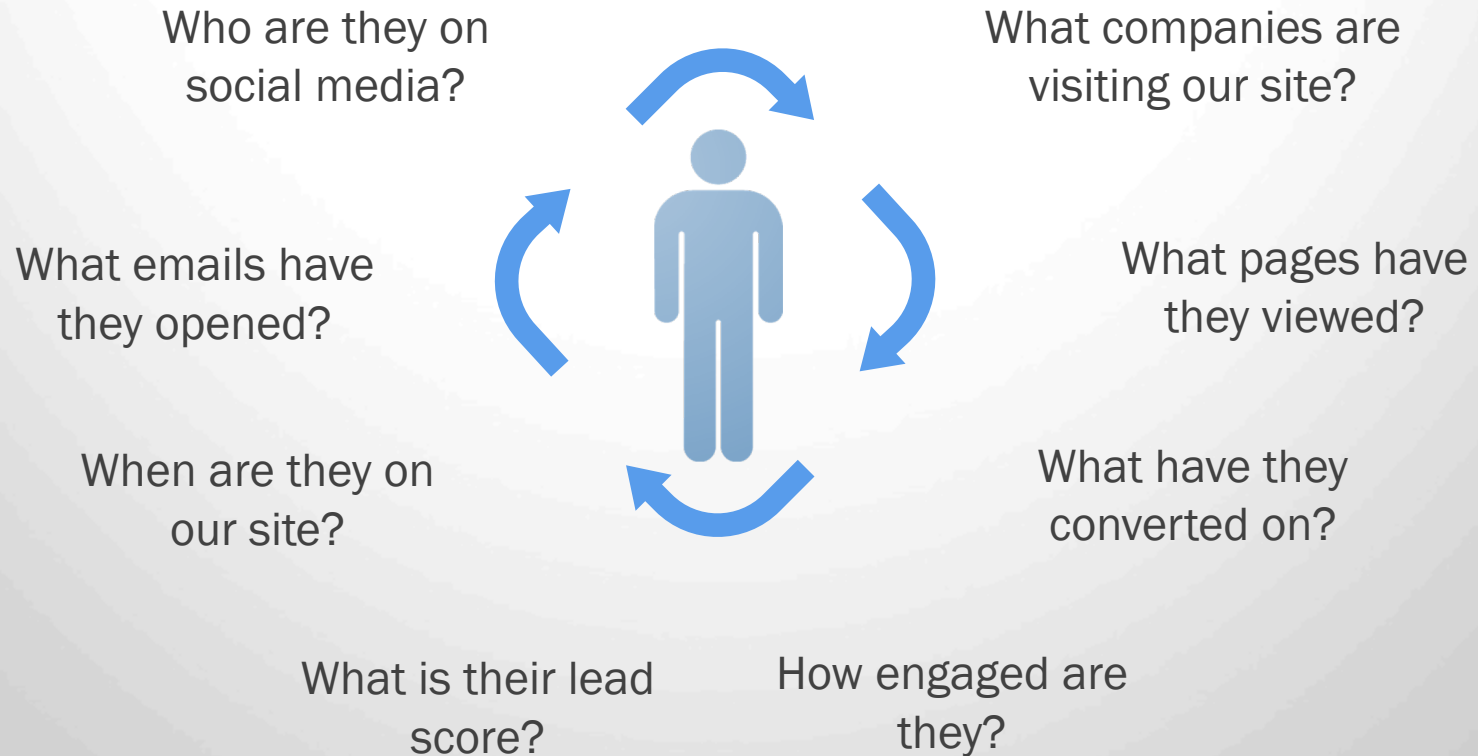 Who are they on
social media?
What companies are
visiting our site?
What emails have
they opened?
What pages have
they viewed?
When are they on
our site?
What have they
converted on?
What is their lead
score?
How engaged are
they?